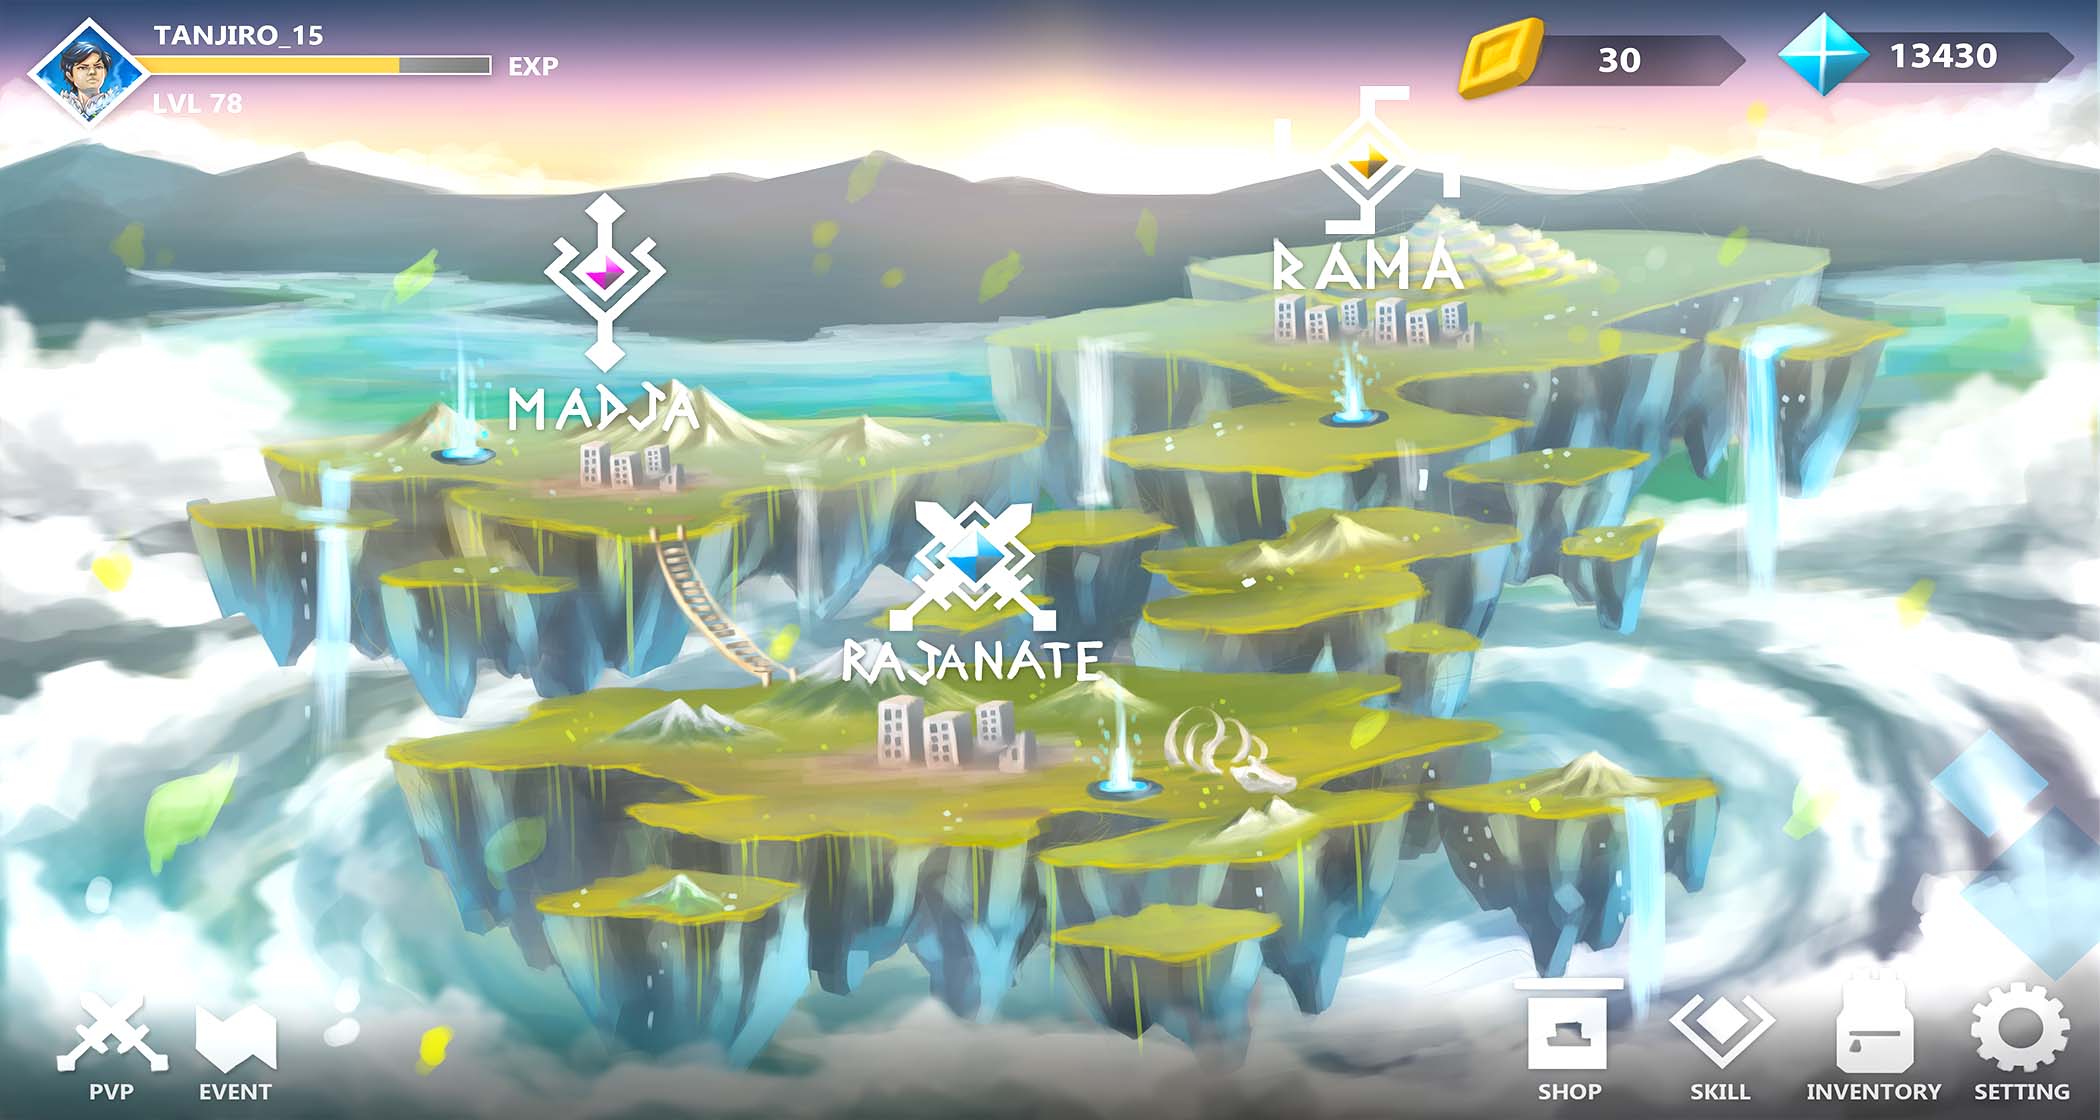 TANJIRO_15
EXP
LVL 78
30
13430
RAMA
MADJA
RAJANATE
PVP
EVENT
SHOP
SKILL
INVENTORY
SETTING